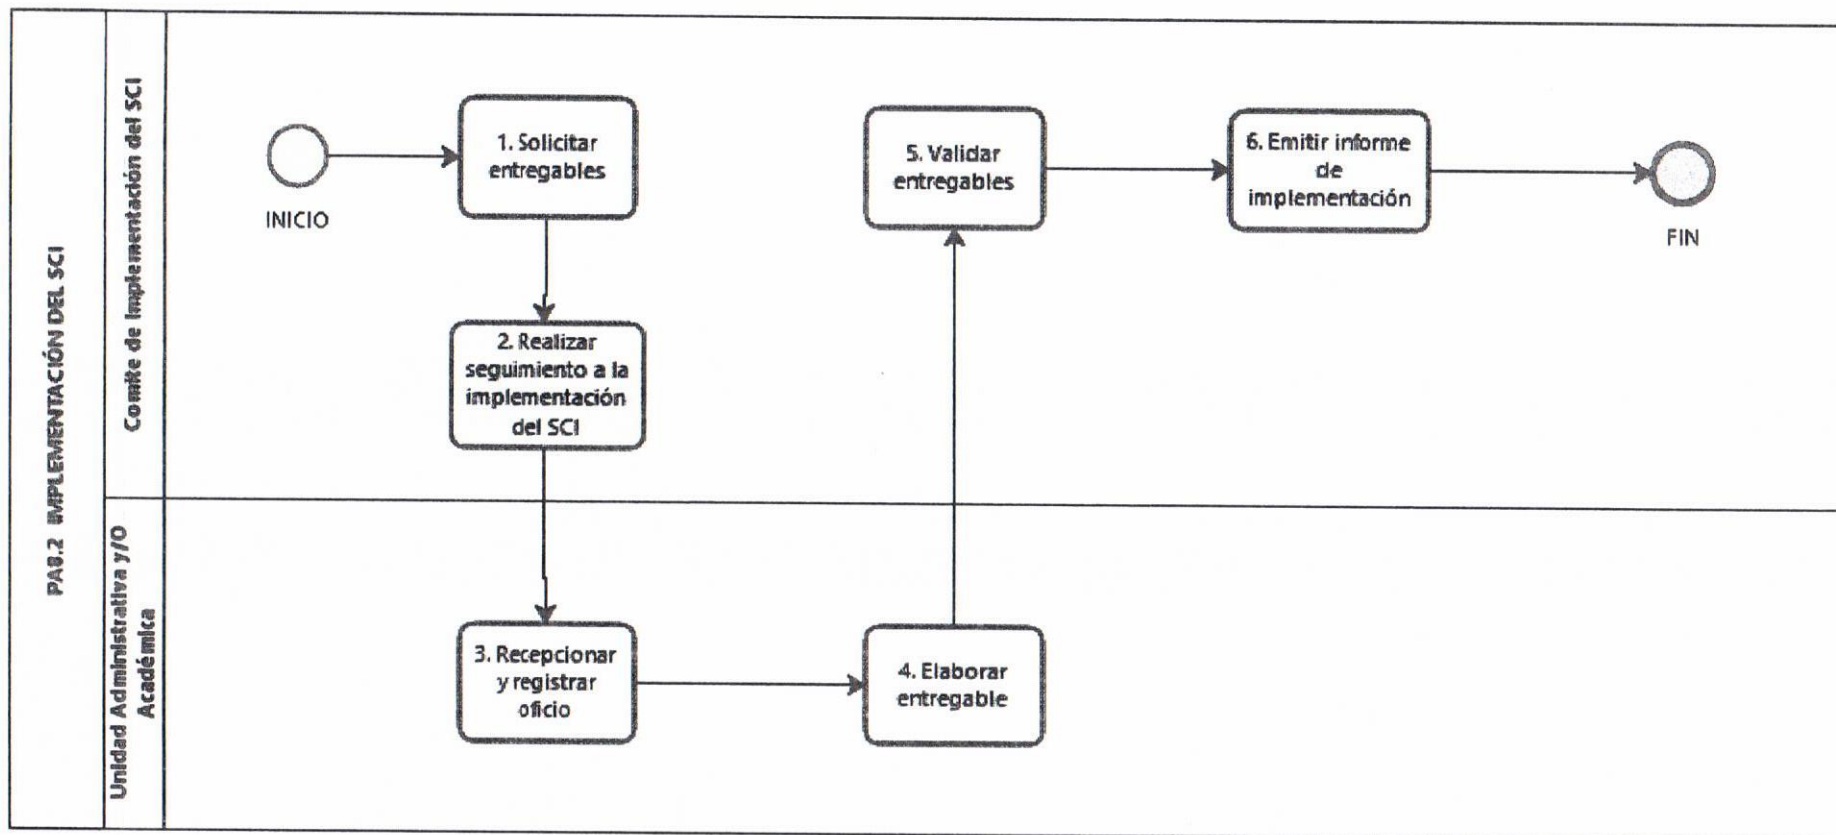 PA8.2 IMPLEMENTACIÓN DEL SCI
Comite de Implementación del SCI
INICIO
1. Solicitar
entregables
2. Realizar
seguimiento a la
implementación
del SCI
5. Validar
entregables
6. Emitir informe
de
implementación
FIN
Unidad Administrativa y/O
Académica
3. Recepcionar
y registrar
oficio
4. Elaborar
entregable